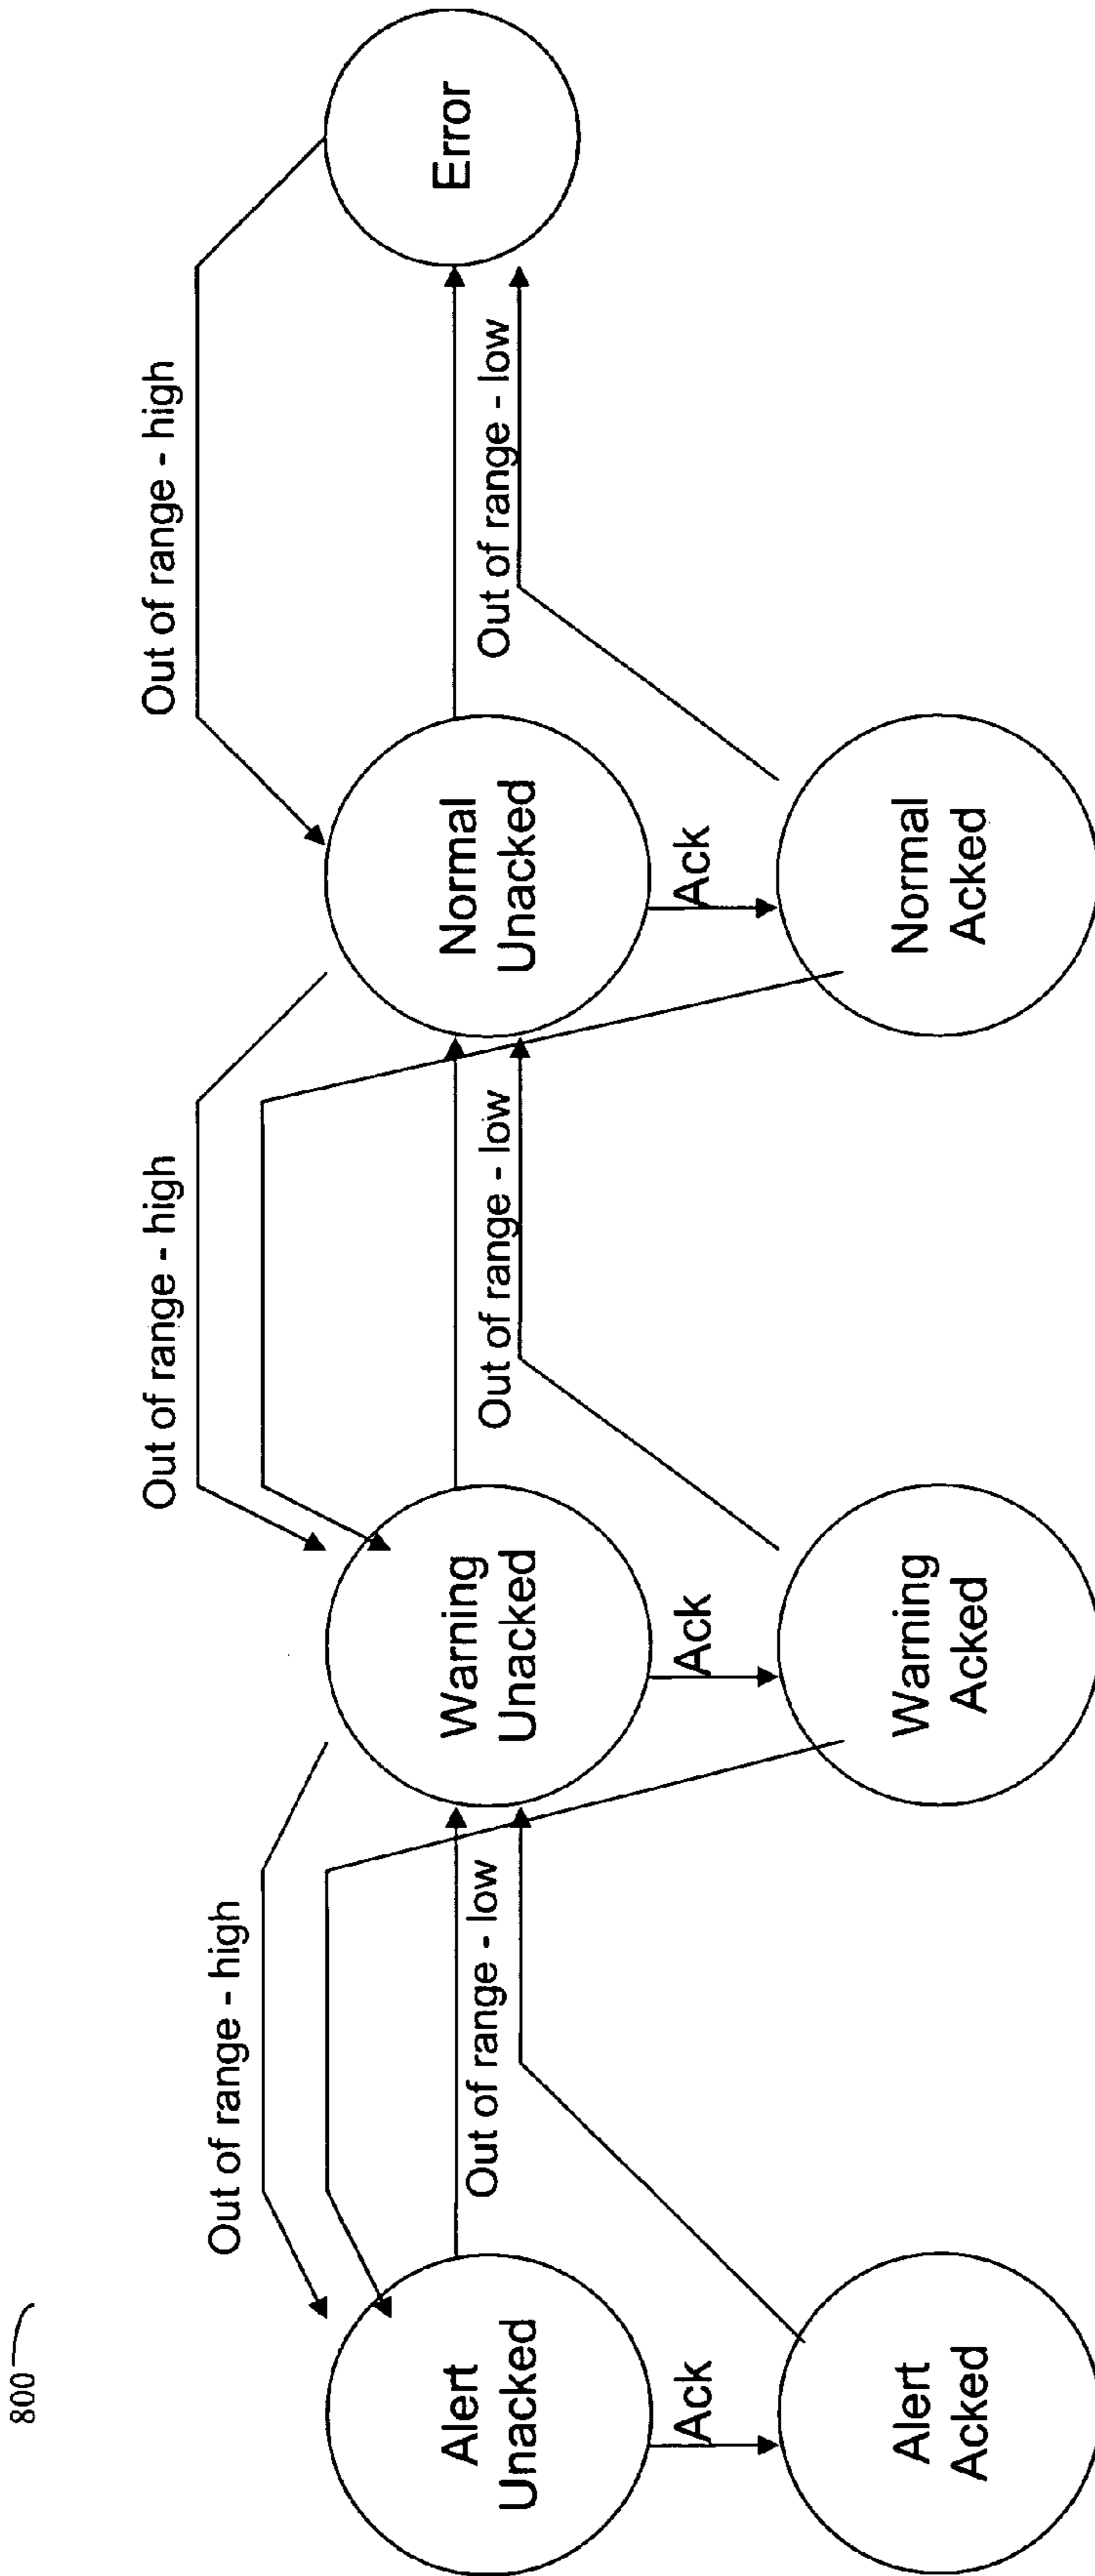 800
Out of range - high
Out of range - high
Out of range - high
Alert
Unacked
Out of range - low
Warning
Unacked
Out of range - low
Normal
Unacked
Out of range - low
Error
Ack
Ack
Ack
Alert
Acked
Warning
Acked
Normal
Acked